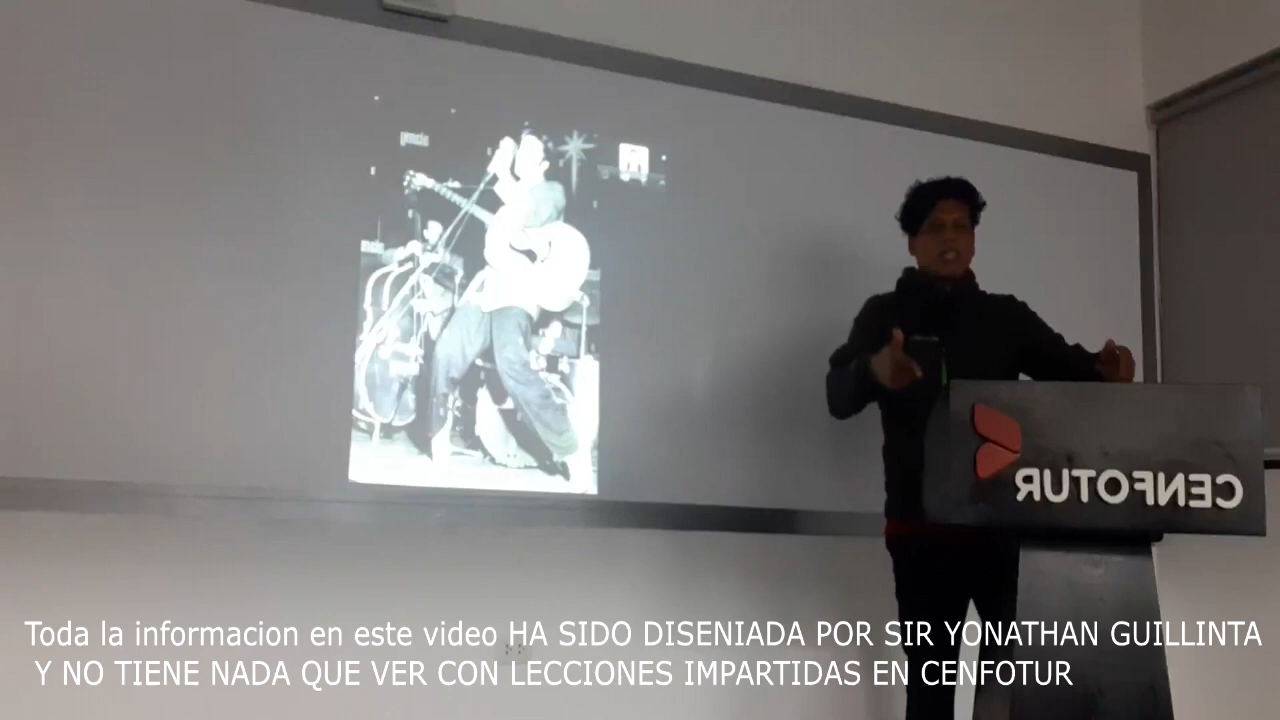 CENFOTUR
Toda la informacion en este video HA SIDO DISENIADA POR SIR YONATHAN GUILLINTA
Y NO TIENE NADA QUE VER CON LECCIONES IMPARTIDAS EN CENFOTUR